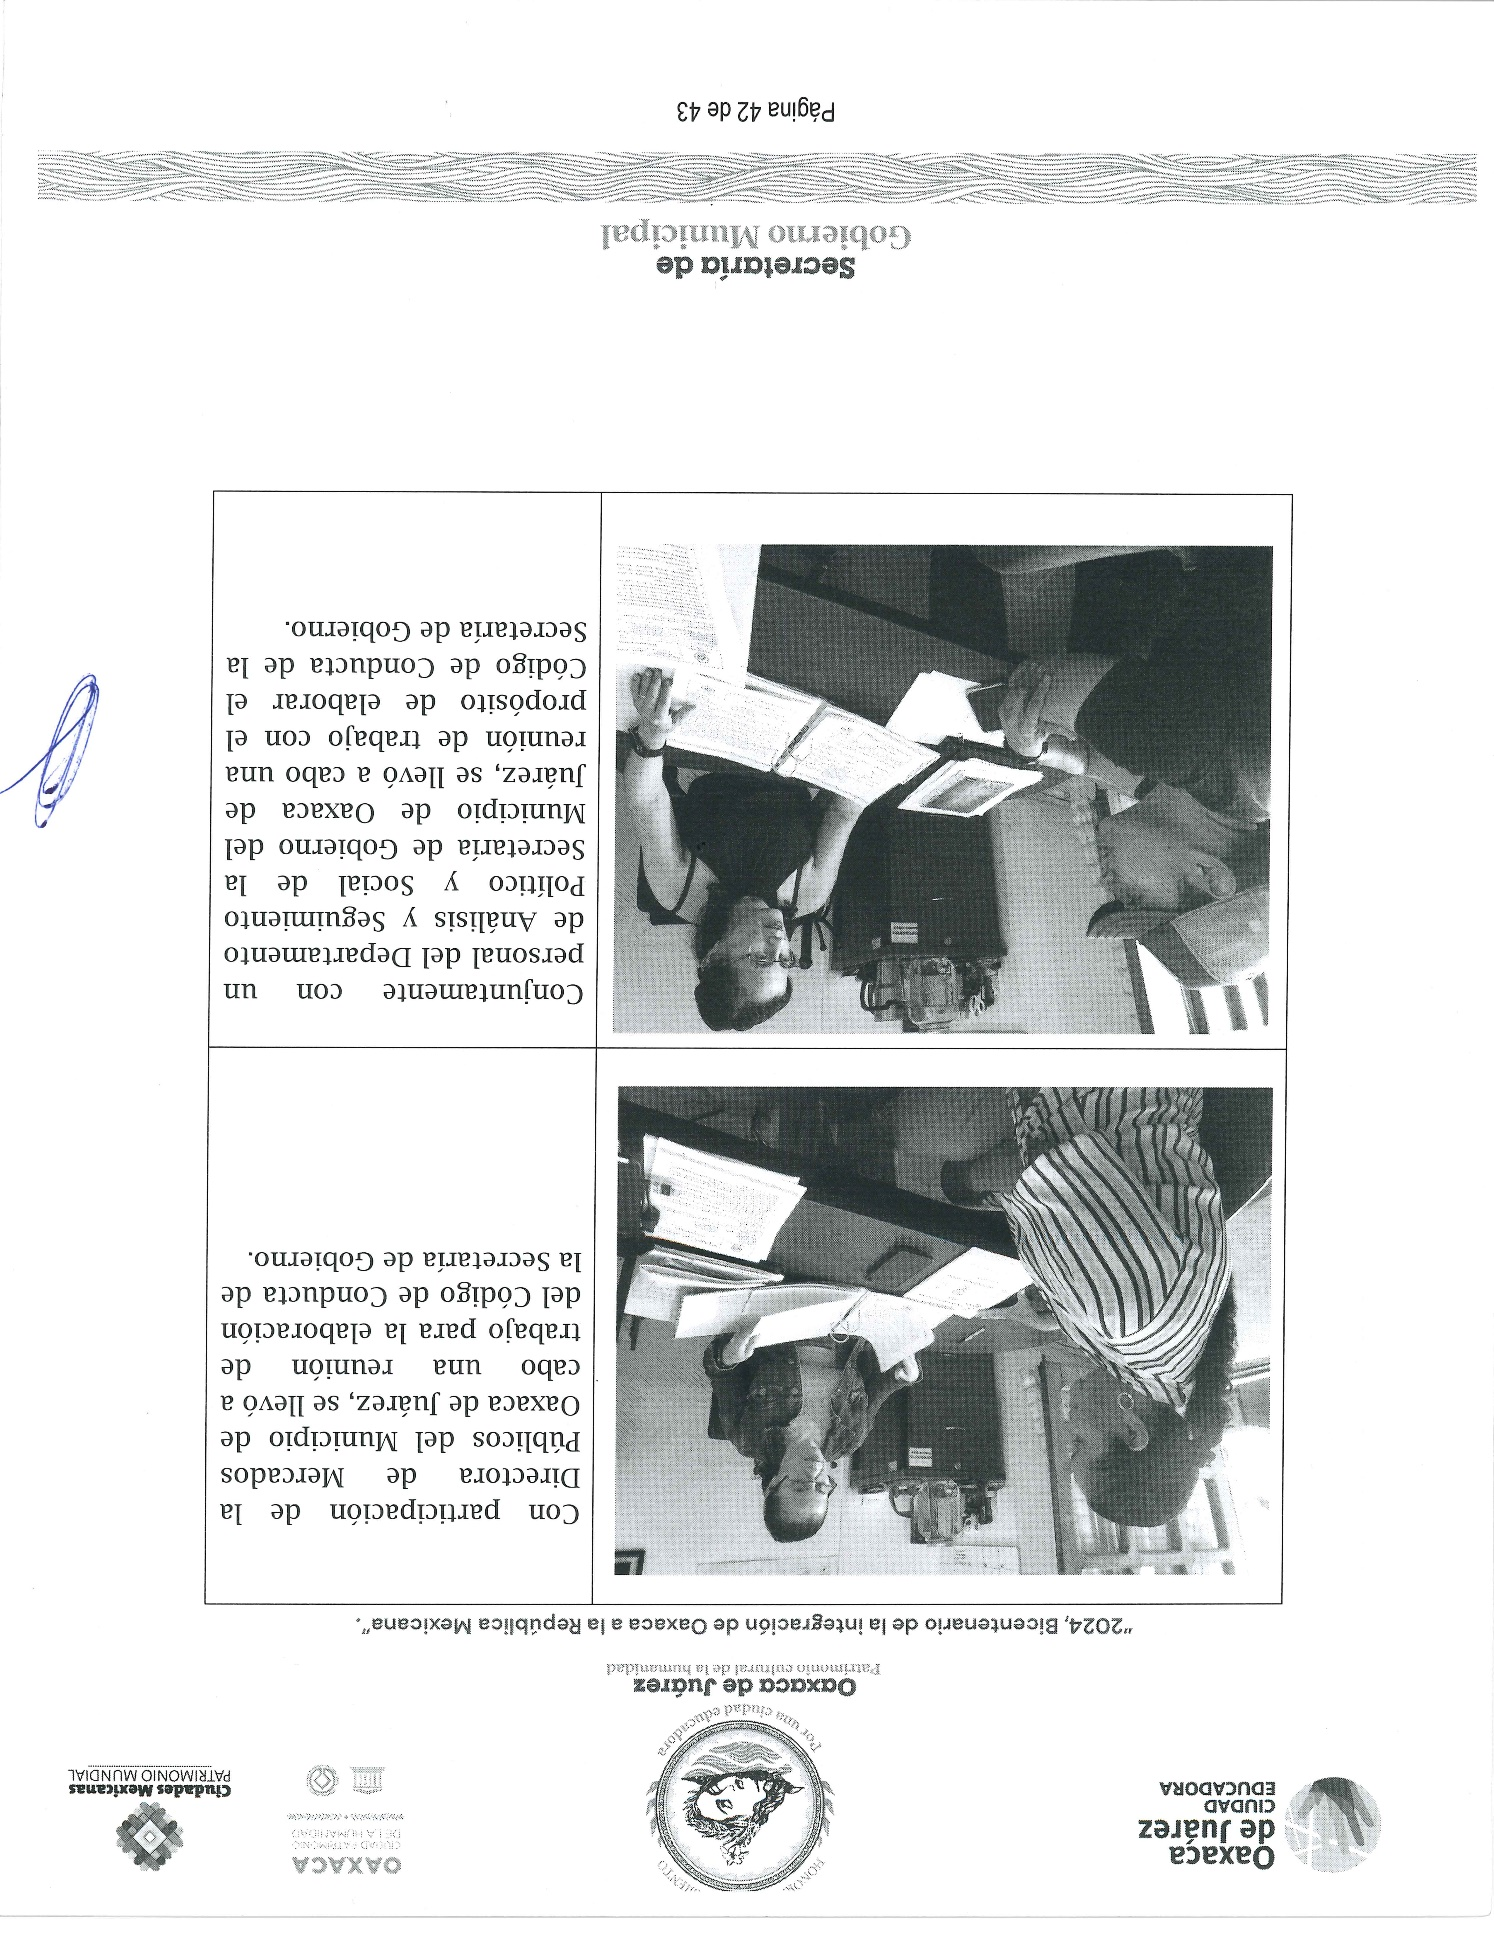 Oaxaca
de Juárez
CIUDAD
EDUCADORA
Por una ciudad educadora
Oaxaca de Juárez
Patrimonio cultural de la humanidad
OAXACA
Ciudades Mexicanas
PATRIMONIO MUNDIAL
"2024, Bicentenario de la integración de Oaxaca a la República Mexicana".
Con participación de la
Directora de Mercados
Públicos del Municipio de
Oaxaca de Juárez, se llevó a
cabo una reunión de
trabajo para la elaboración
del Código de Conducta de
la Secretaría de Gobierno.
Conjuntamente con un
personal del Departamento
de Análisis y Seguimiento
Político y Social de la
Secretaría de Gobierno del
Municipio de Oaxaca de
Juárez, se llevó a cabo una
reunión de trabajo con el
propósito de elaborar el
Código de Conducta de la
Secretaría de Gobierno.
Secretaría de
Gobierno Municipal
Página 42 de 43